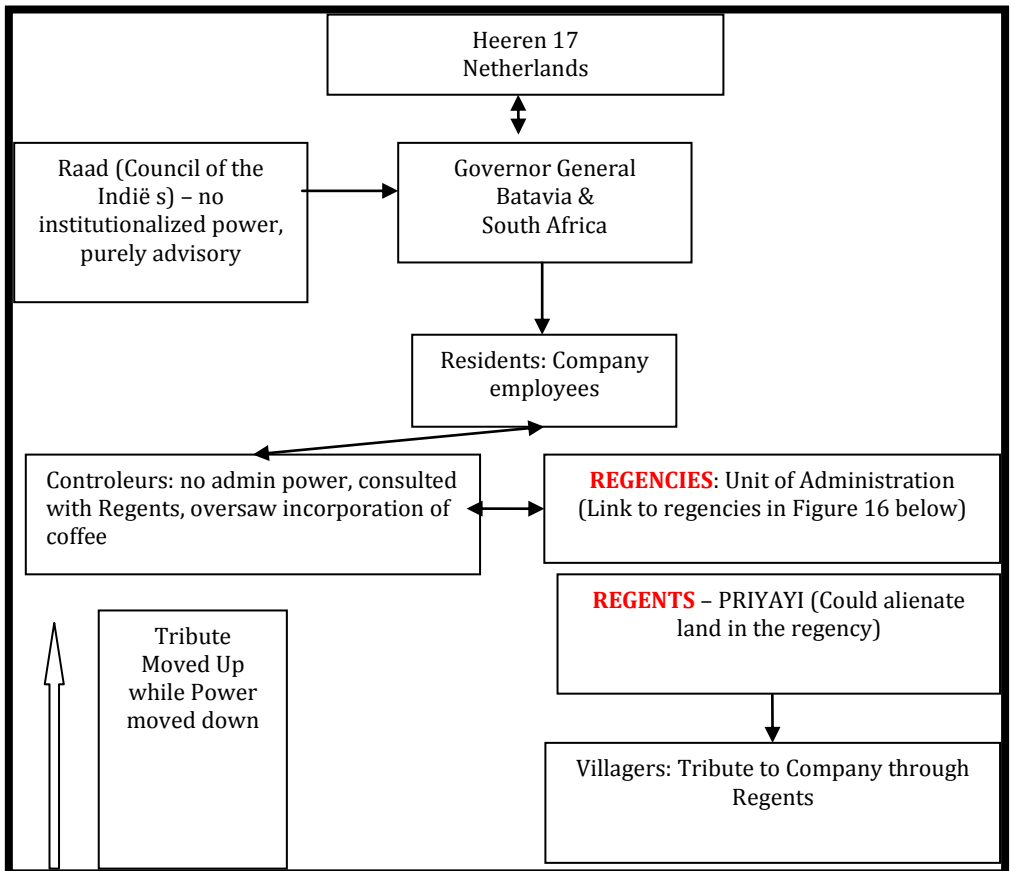 Heeren 17
Netherlands
Raad (Council of the
Indië s) – no
institutionalized power,
purely advisory
Governor General
Batavia &
South Africa
Residents: Company
employees
Controleurs: no admin power, consulted
with Regents, oversaw incorporation of
coffee
REGENCIES: Unit of Administration
(Link to regencies in Figure 16 below)
REGENTS – PRIYAYI (Could alienate
land in the regency)
Tribute
Moved Up
while Power
moved down
Villagers: Tribute to Company through
Regents